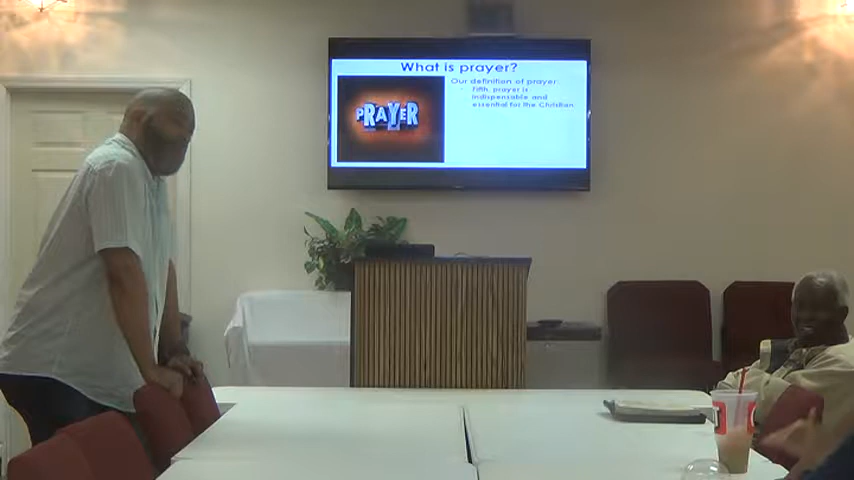 What is prayer?
Our definition of prayer:
- Fifth, prayer is
indispensable and
essential for the Christian.
PRAYER